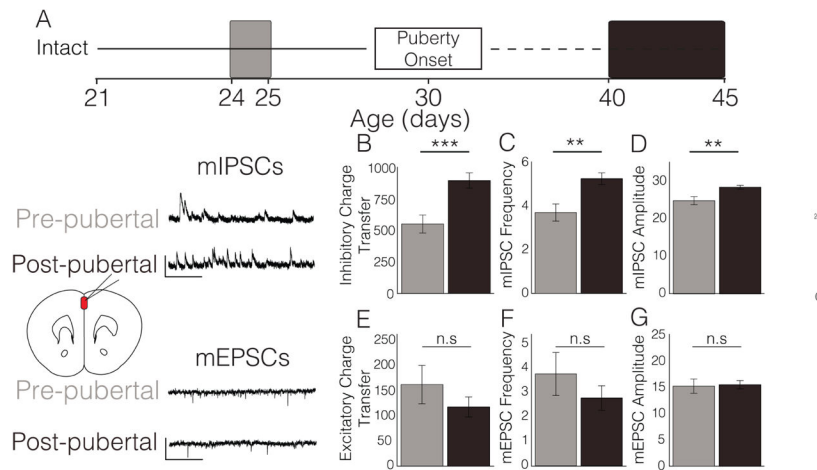 A
Intact
Puberty
Onset
21
24
25
30
40
45
Age (days)
mIPSCs
Pre-pubertal
Post-pubertal
mEPSCs
Pre-pubertal
Post-pubertal
B
***
Inhibitory Charge
Transfer
1000
750
500
250
0
C
**
mIPSC Frequency
6
4
2
0
D
**
mIPSC Amplitude
30
20
10
0
E
n.s
Excitatory Charge
Transfer
250
200
150
100
50
0
F
n.s
mEPSC Frequency
5
4
3
2
1
0
G
n.s
mEPSC Amplitude
25
20
15
10
5
0